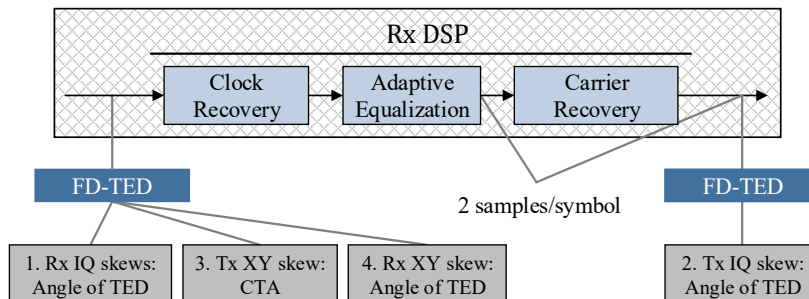 Rx DSP
Clock
Recovery
Adaptive
Equalization
Carrier
Recovery
FD-TED
FD-TED
2 samples/symbol
1. Rx IQ skews:
Angle of TED
3. Tx XY skew:
CTA
4. Rx XY skew:
Angle of TED
2. Tx IQ skew:
Angle of TED